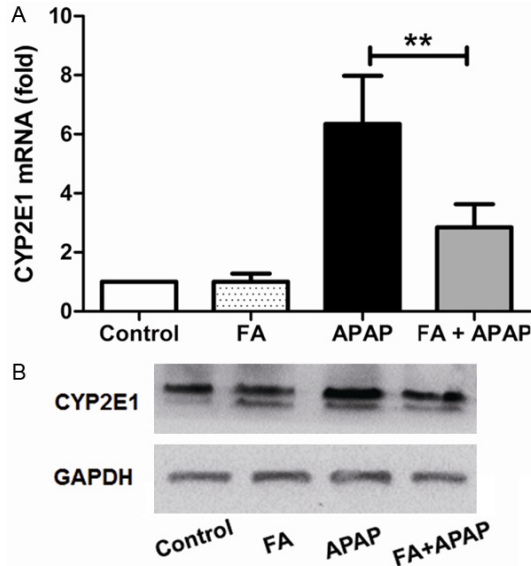 A
CYP2E1 mRNA (fold)
10
8
6
4
2
0
**
Control FA APAP FA + APAP
B
CYP2E1
GAPDH
Control FA APAP FA+APAP